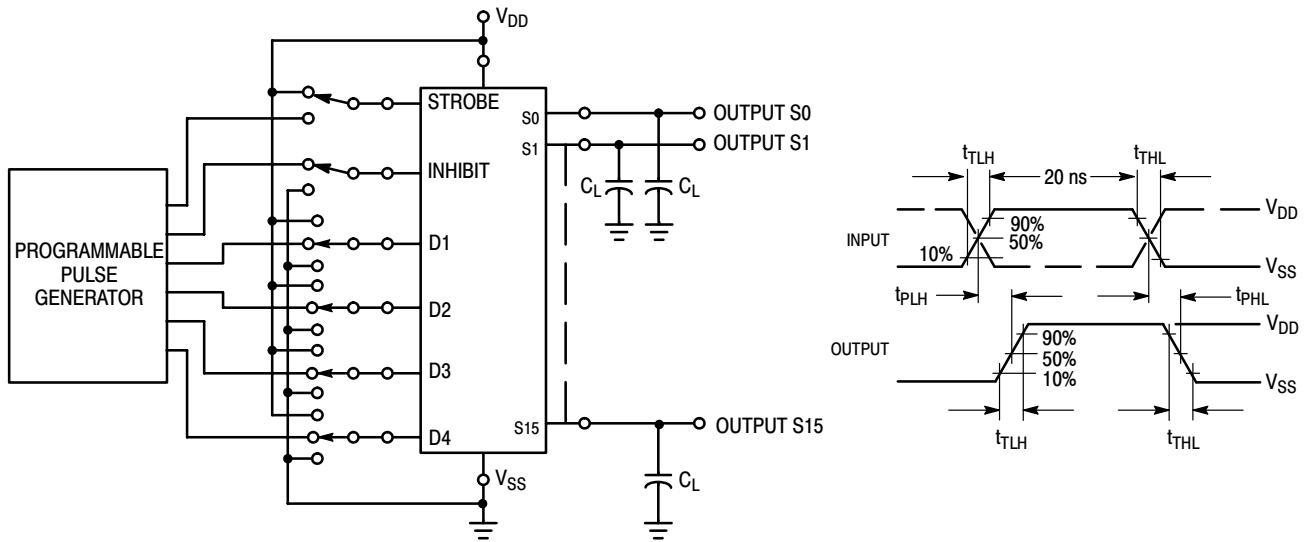 VDD
STROBE
S0
OUTPUT S0
S1
OUTPUT S1
INHIBIT
CL
CL
PROGRAMMABLE
PULSE
GENERATOR
D1
D2
D3
D4
S15
OUTPUT S15
CL
VSS
tTLH
tTHL
20 ns
VDD
90%
50%
INPUT
10%
VSS
tPLH
tPHL
VDD
90%
OUTPUT
50%
10%
VSS
tTLH
tTHL